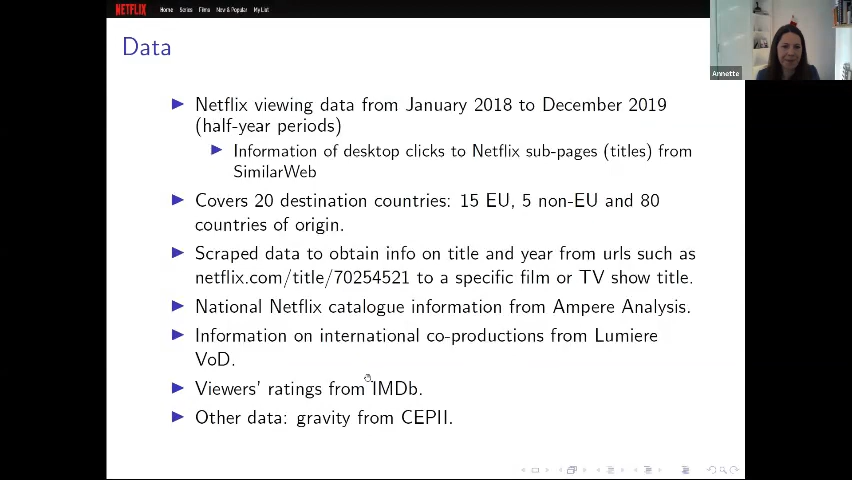 NETFLIX Home Series Films New & Popular My List
Data
Annette
Netflix viewing data from January 2018 to December 2019
(half-year periods)
Information of desktop clicks to Netflix sub-pages (titles) from
SimilarWeb
Covers 20 destination countries: 15 EU, 5 non-EU and 80
countries of origin.
Scraped data to obtain info on title and year from urls such as
netflix.com/title/70254521 to a specific film or TV show title.
National Netflix catalogue information from Ampere Analysis.
Information on international co-productions from Lumiere
VoD.
Viewers' ratings from IMDb.
Other data: gravity from CEPII.